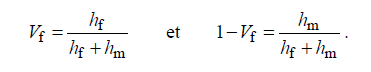 V_f = h_f / (h_f + h_m) et 1 − V_f = h_m / (h_f + h_m) .